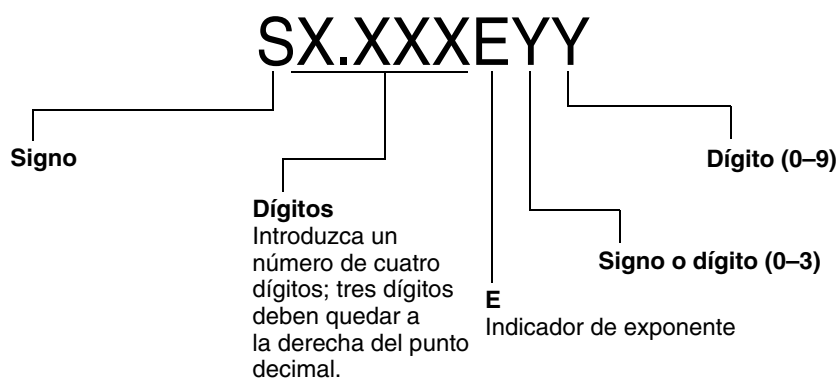 SX.XXXEYY
Signo
Dígito (0–9)
Dígitos
Introduzca un
número de cuatro
dígitos; tres dígitos
deben quedar a
la derecha del punto
decimal.
Signo o dígito (0–3)
E
Indicador de exponente